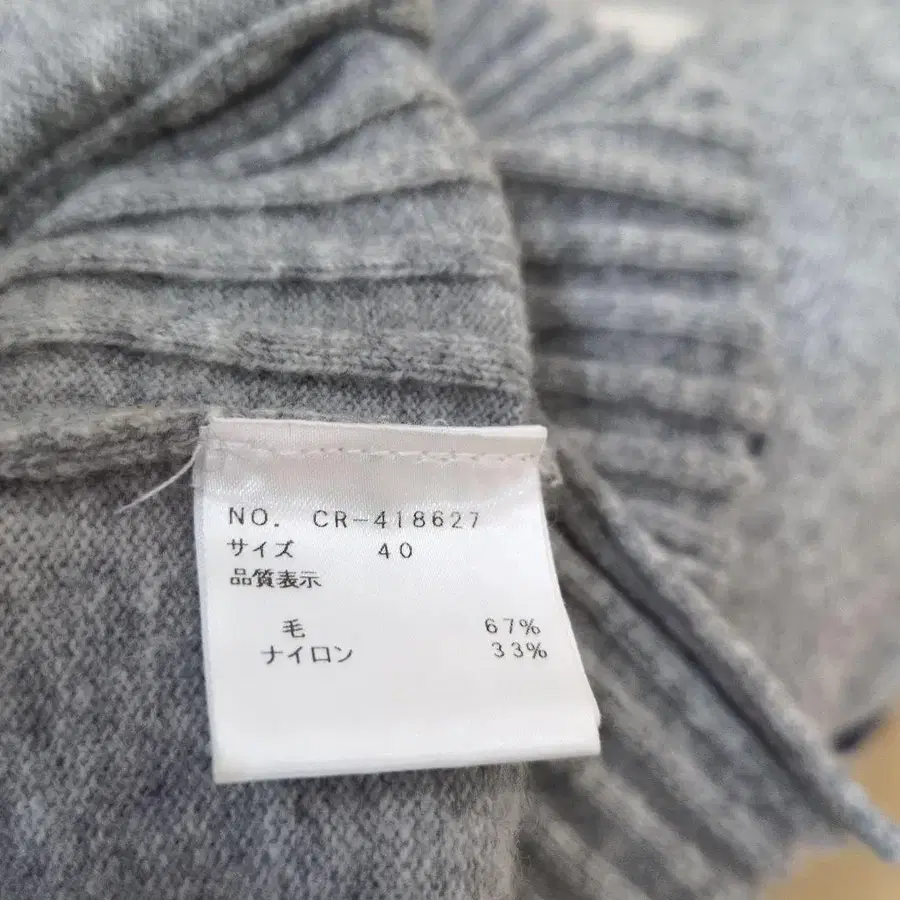 NO. CR-418627
サイズ 40
品質表示
毛 67%
ナイロン 33%